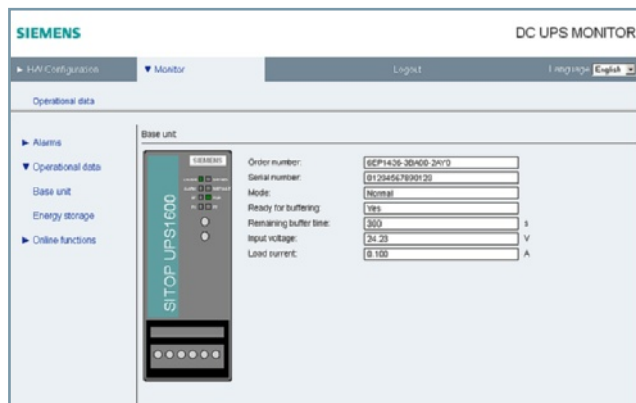 SIEMENS
DC UPS MONITOR
▶ HW Configuration ▼ Monitor Logout Language English
Operational data
▶ Alarms
▼ Operational data
Base unit
Energy storage
▶ Online functions
Base unit
SIEMENS
SITOP UPS1600
Order number:
Serial number: 01234567890123
Mode: Normal
Ready for buffering: Yes
Remaining buffer time: 300 s
Input voltage: 24.23 V
Load current: 0.100 A